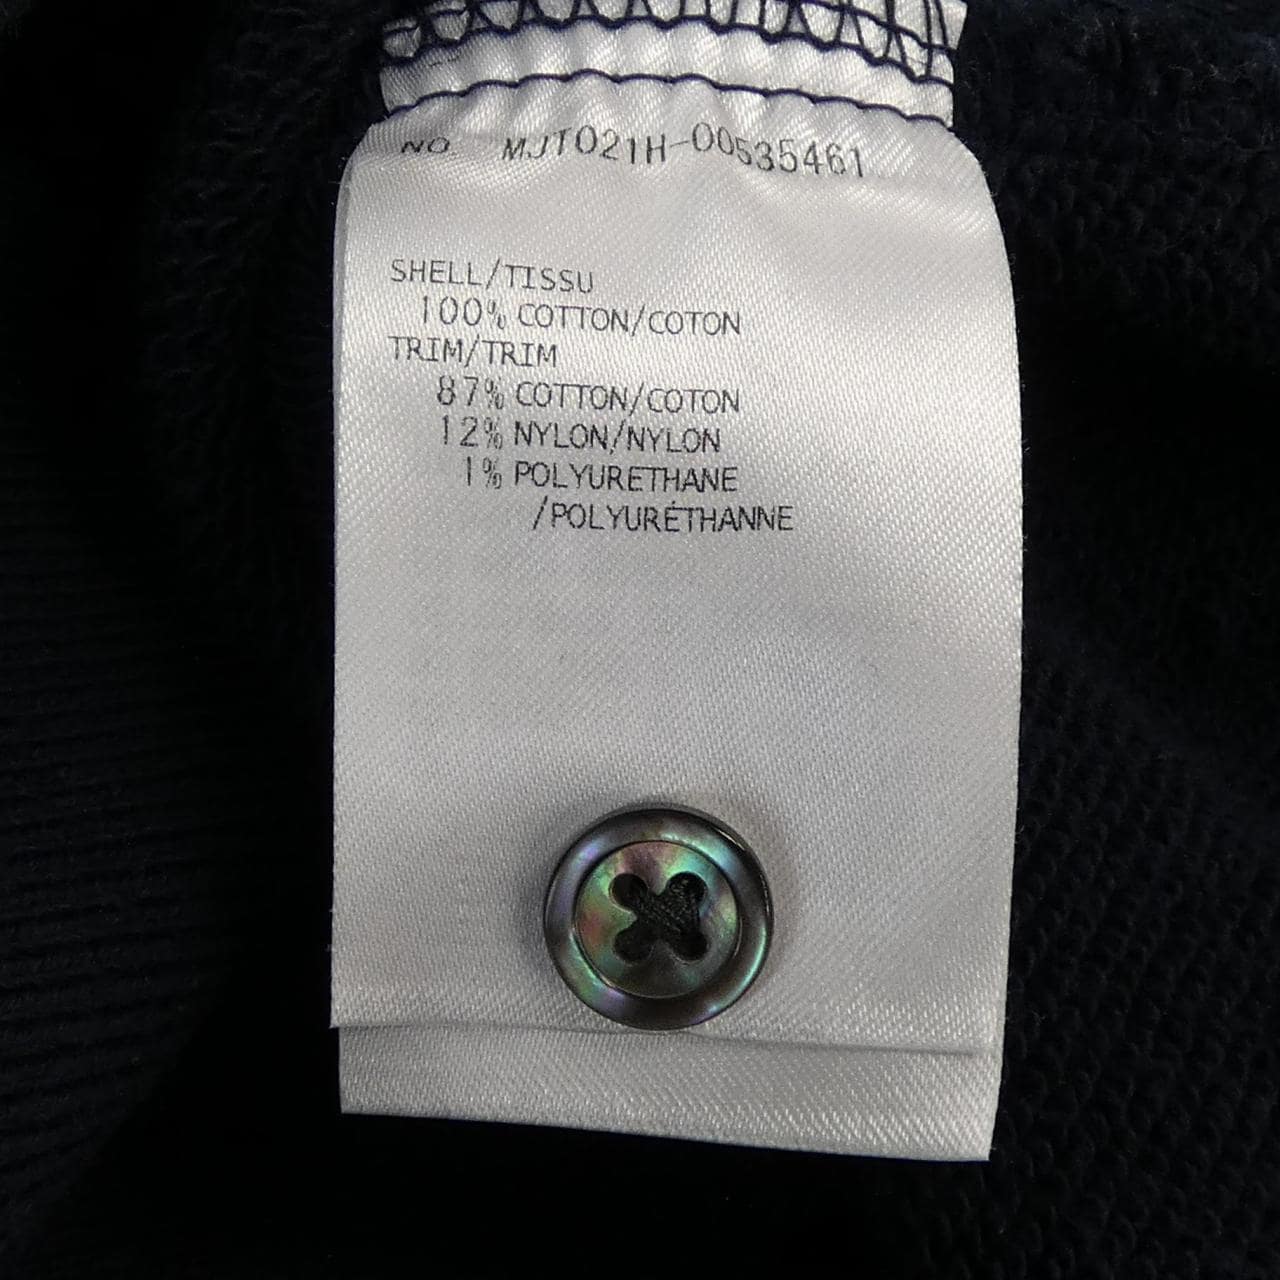 NO. MJT021H-00535461
SHELL/TISSU
100% COTTON/COTON
TRIM/TRIM
87% COTTON/COTON
12% NYLON/NYLON
1% POLYURETHANE
/POLYURÉTHANNE